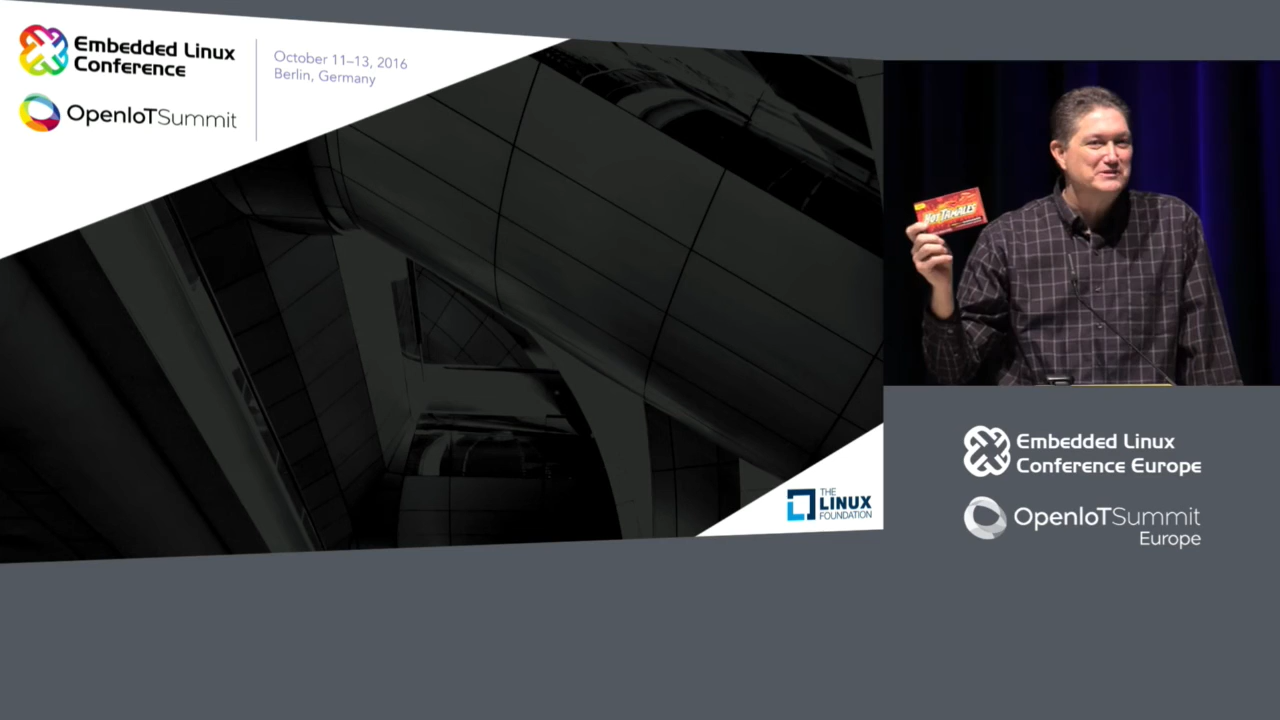 Embedded Linux
Conference
OpenIoTSummit
October 11–13, 2016
Berlin, Germany
HOT TAMALES
THE
LINUX
FOUNDATION
Embedded Linux
Conference Europe
OpenIoTSummit
Europe